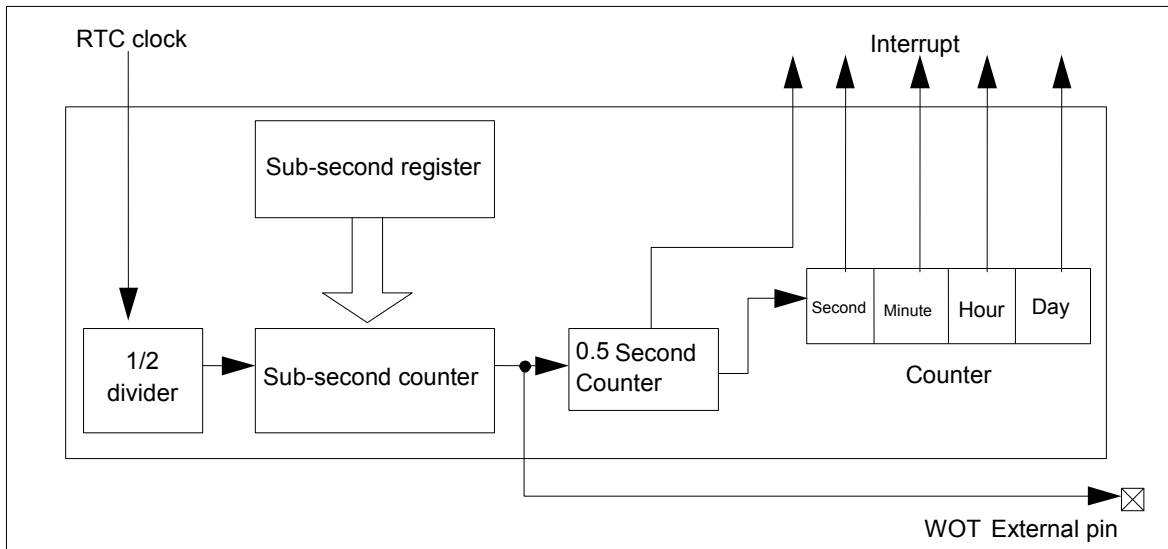 RTC clock
Interrupt
Sub-second register
Second
Minute
Hour
Day
1/2
divider
Sub-second counter
0.5 Second
Counter
Counter
WOT External pin